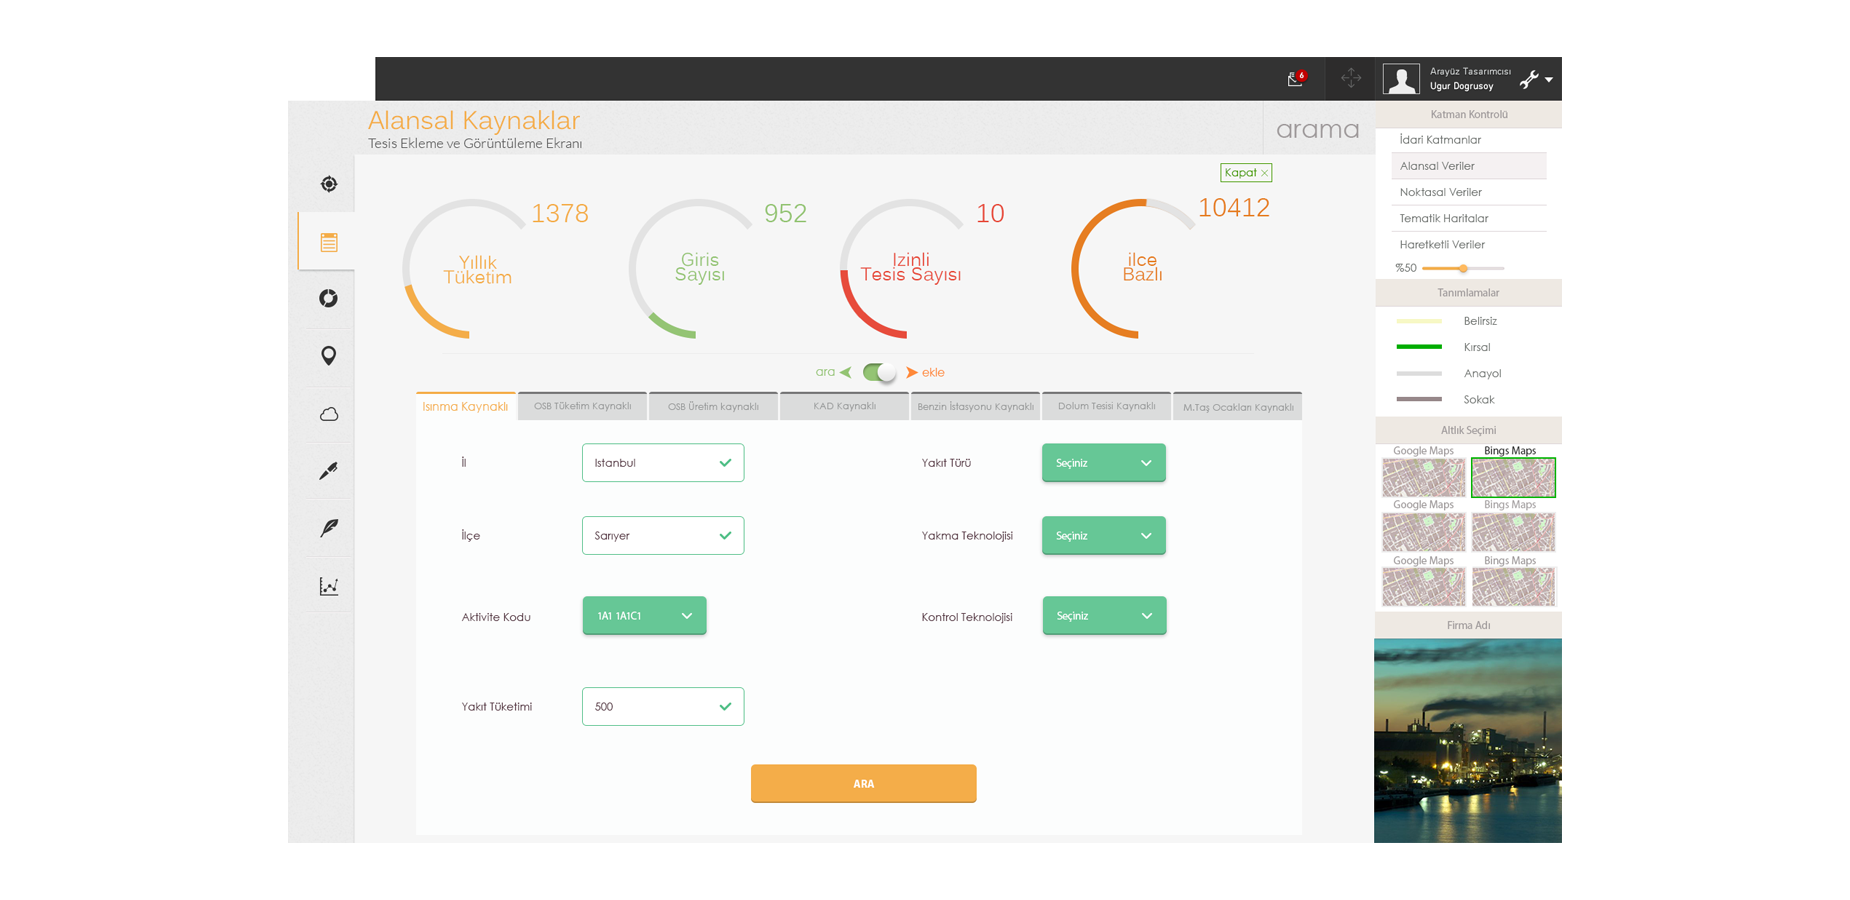 6
Arayüz Tasarımcısı
Ugur Dogrusoy
Alansal Kaynaklar
Tesis Ekleme ve Görüntüleme Ekranı
arama
Kapat
1378
Yıllık
Tüketim
952
Giris
Sayısı
10
Izinli
Tesis Sayısı
10412
ilce
Bazlı
ara
ekle
Isınma Kaynaklı
OSB Tüketim Kaynaklı
OSB Üretim kaynaklı
KAD Kaynaklı
Benzin İstasyonu Kaynaklı
Dolum Tesisi Kaynaklı
M.Taş Ocakları Kaynaklı
İl
Istanbul
Yakıt Türü
Seçiniz
İlçe
Sarıyer
Yakma Teknolojisi
Seçiniz
Aktivite Kodu
1A1 1A1C1
Kontrol Teknolojisi
Seçiniz
Yakıt Tüketimi
500
ARA
Katman Kontrolü
İdari Katmanlar
Alansal Veriler
Noktasal Veriler
Tematik Haritalar
Haretketli Veriler
%50
Tanımlamalar
Belirsiz
Kırsal
Anayol
Sokak
Altlık Seçimi
Google Maps
Bings Maps
Google Maps
Bings Maps
Google Maps
Bings Maps
Firma Adı